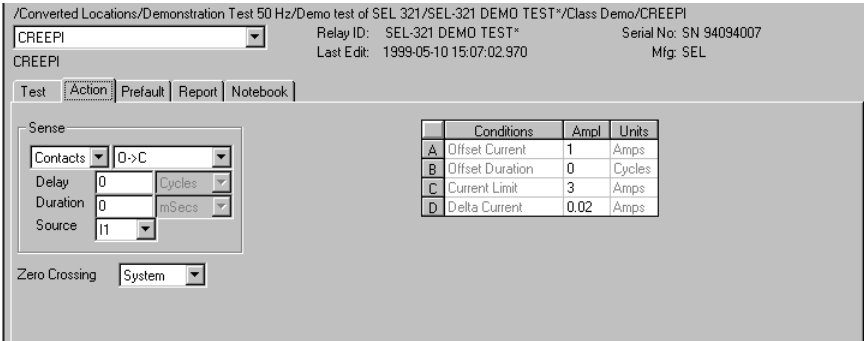 /Converted Locations/Demonstration Test 50 Hz/Demo test of SEL 321/SEL-321 DEMO TEST*/Class Demo/CREEPI
CREEPI Relay ID: SEL-321 DEMO TEST* Serial No: SN 94094007
Last Edit: 1999-05-10 15:07:02.970 Mfg: SEL
CREEPI
Test Action Prefault Report Notebook
Sense
Contacts O->C
Delay 0 Cycles
Duration 0 mSecs
Source I1
Zero Crossing System
Conditions Ampl Units
A Offset Current 1 Amps
B Offset Duration 0 Cycles
C Current Limit 3 Amps
D Delta Current 0.02 Amps